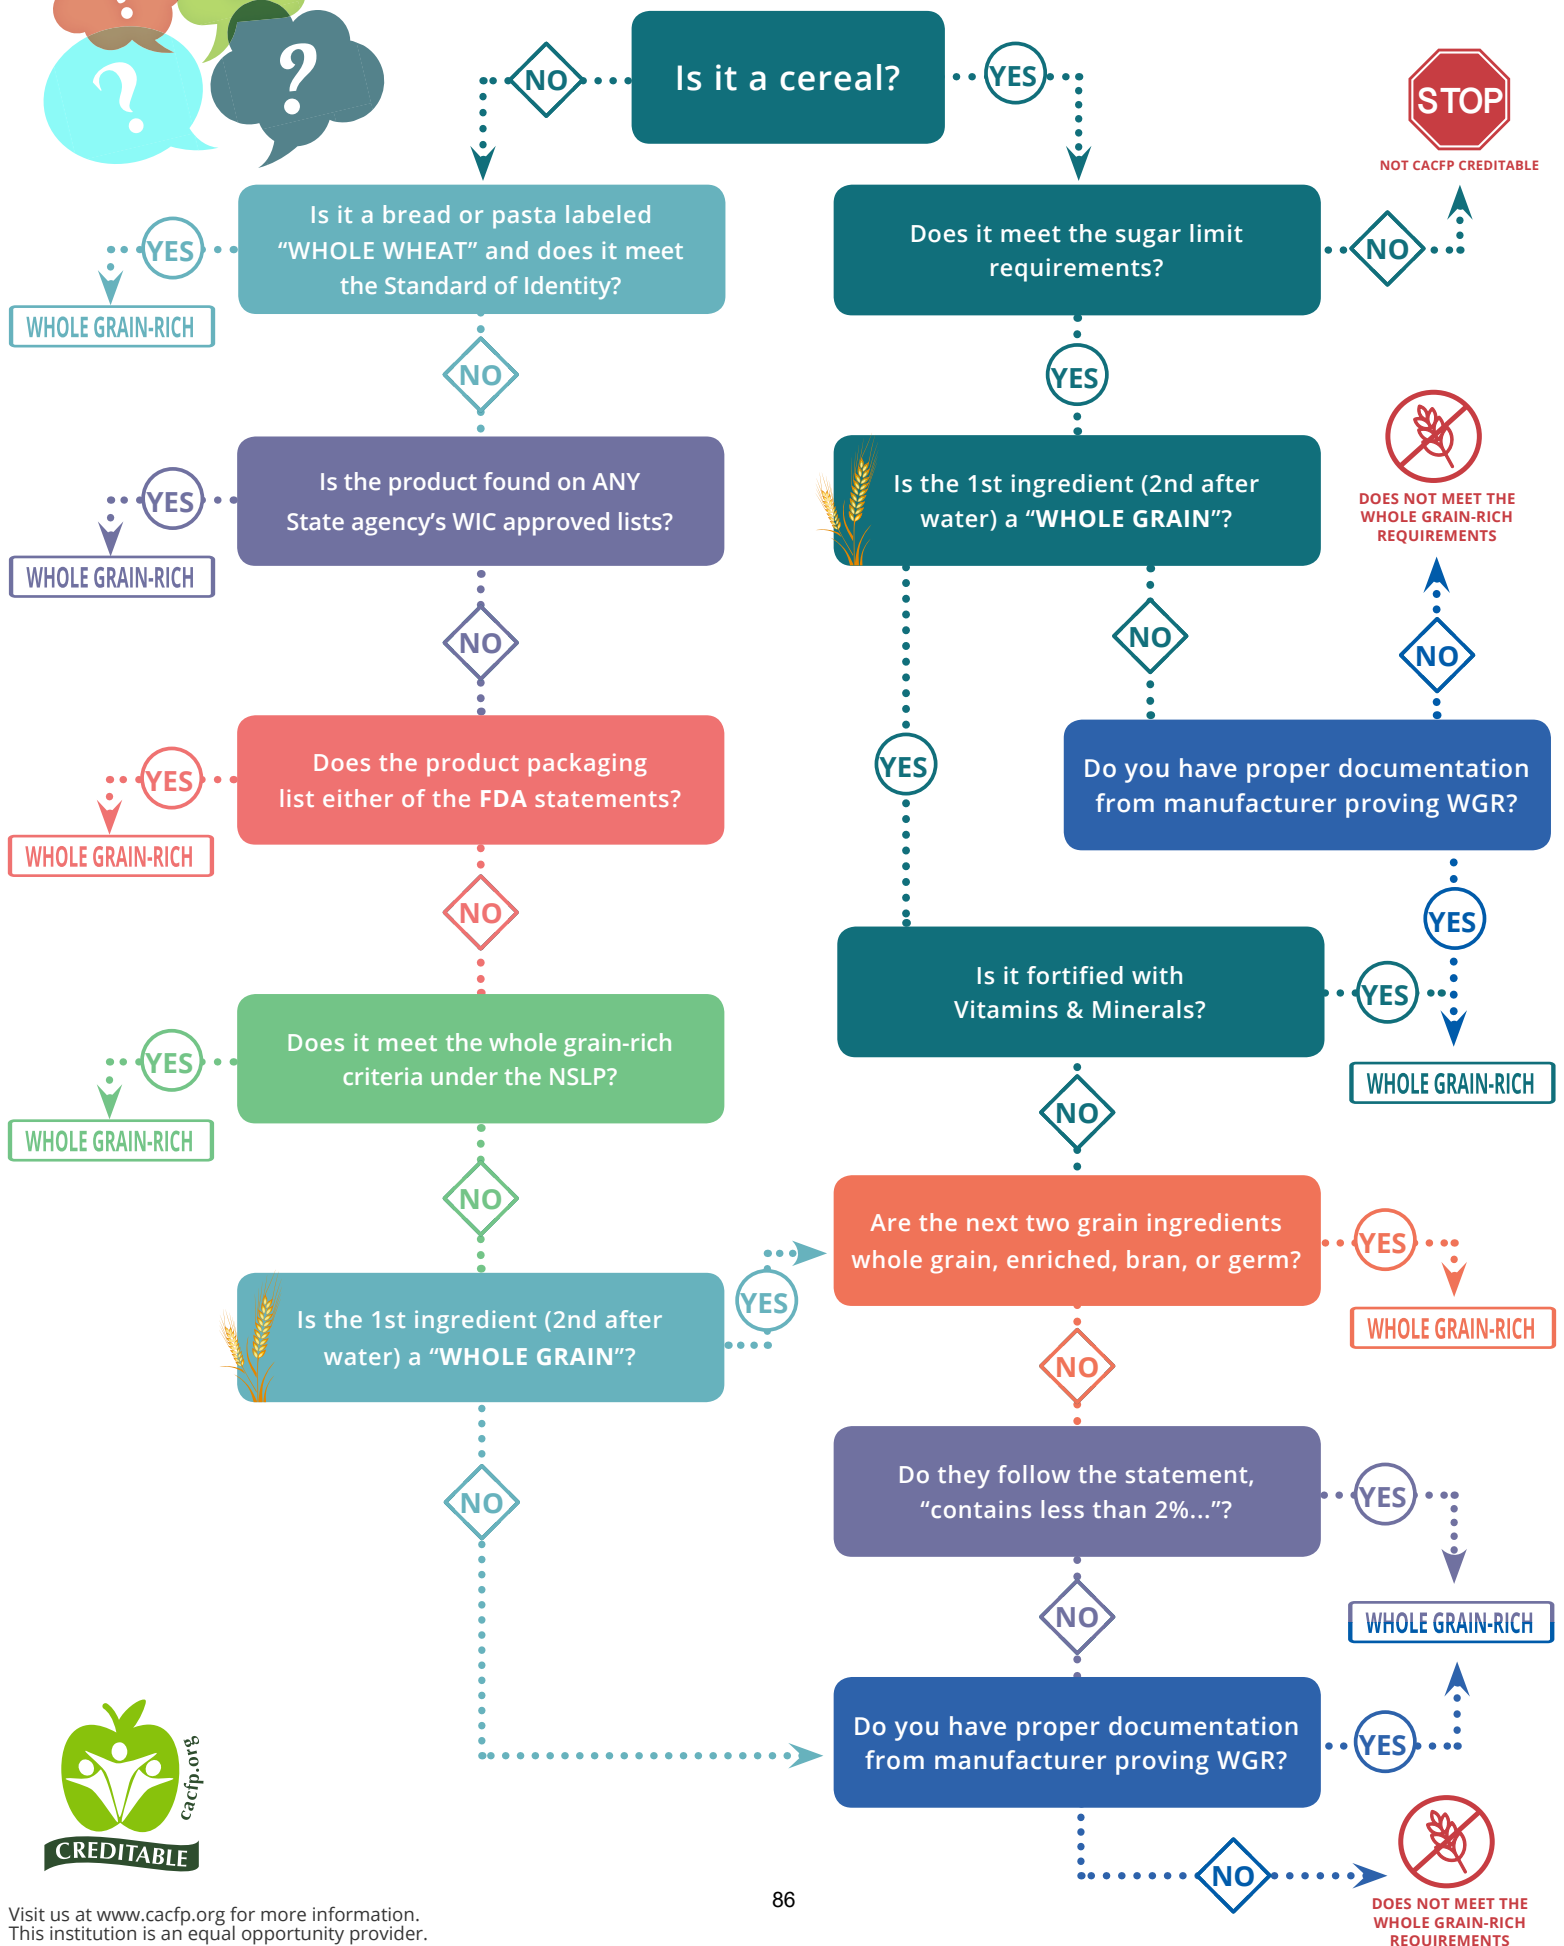 ?
?
?
Is it a cereal?
NO
YES
STOP
NOT CACFP CREDITABLE
Is it a bread or pasta labeled
“WHOLE WHEAT” and does it meet
the Standard of Identity?
YES
WHOLE GRAIN-RICH
NO
Does it meet the sugar limit
requirements?
NO
YES
Is the product found on ANY
State agency’s WIC approved lists?
YES
WHOLE GRAIN-RICH
NO
Is the 1st ingredient (2nd after
water) a “WHOLE GRAIN”?
NO
YES
DOES NOT MEET THE
WHOLE GRAIN-RICH
REQUIREMENTS
NO
Do you have proper documentation
from manufacturer proving WGR?
YES
Does the product packaging
list either of the FDA statements?
YES
WHOLE GRAIN-RICH
NO
Is it fortified with
Vitamins & Minerals?
YES
WHOLE GRAIN-RICH
NO
Does it meet the whole grain-rich
criteria under the NSLP?
YES
WHOLE GRAIN-RICH
NO
Are the next two grain ingredients
whole grain, enriched, bran, or germ?
YES
WHOLE GRAIN-RICH
NO
Is the 1st ingredient (2nd after
water) a “WHOLE GRAIN”?
YES
NO
Do they follow the statement,
“contains less than 2%...”?
YES
WHOLE GRAIN-RICH
NO
Do you have proper documentation
from manufacturer proving WGR?
YES
NO
DOES NOT MEET THE
WHOLE GRAIN-RICH
REQUIREMENTS
cacfp.org
CREDITABLE
86
Visit us at www.cacfp.org for more information.
This institution is an equal opportunity provider.